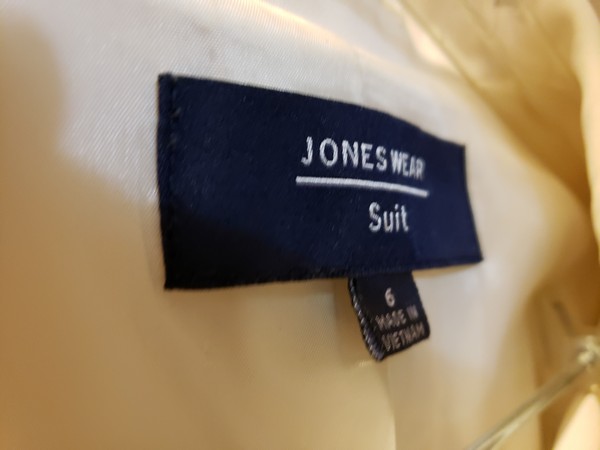 JONES WEAR
Suit
6
MADE IN
VIETNAM